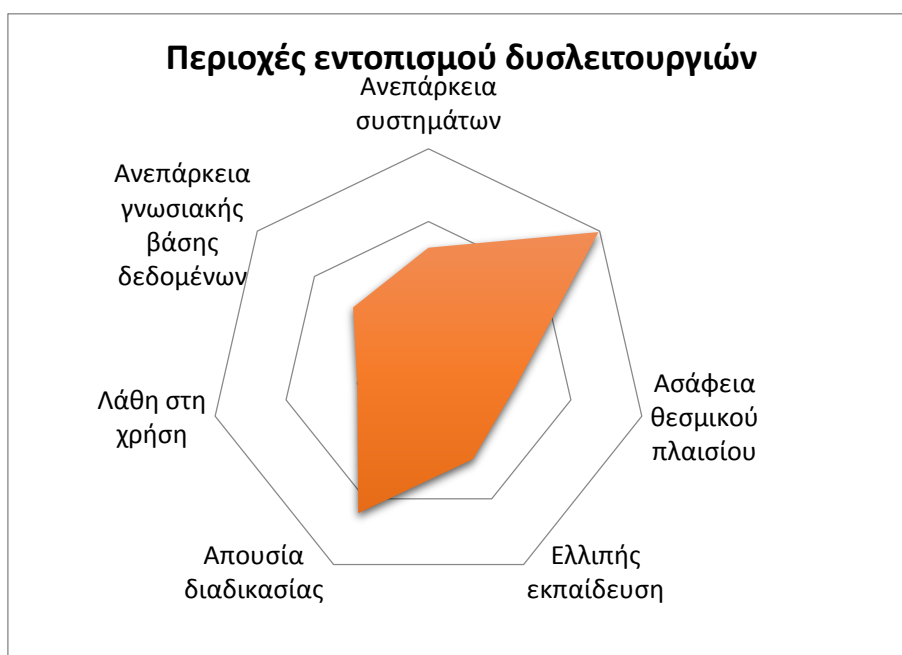 Περιοχές εντοπισμού δυσλειτουργιών
Ανεπάρκεια
συστημάτων
Ασάφεια
θεσμικού
πλαισίου
Ελλιπής
εκπαίδευση
Απουσία
διαδικασίας
Λάθη στη
χρήση
Ανεπάρκεια
γνωσιακής
βάσης
δεδομένων